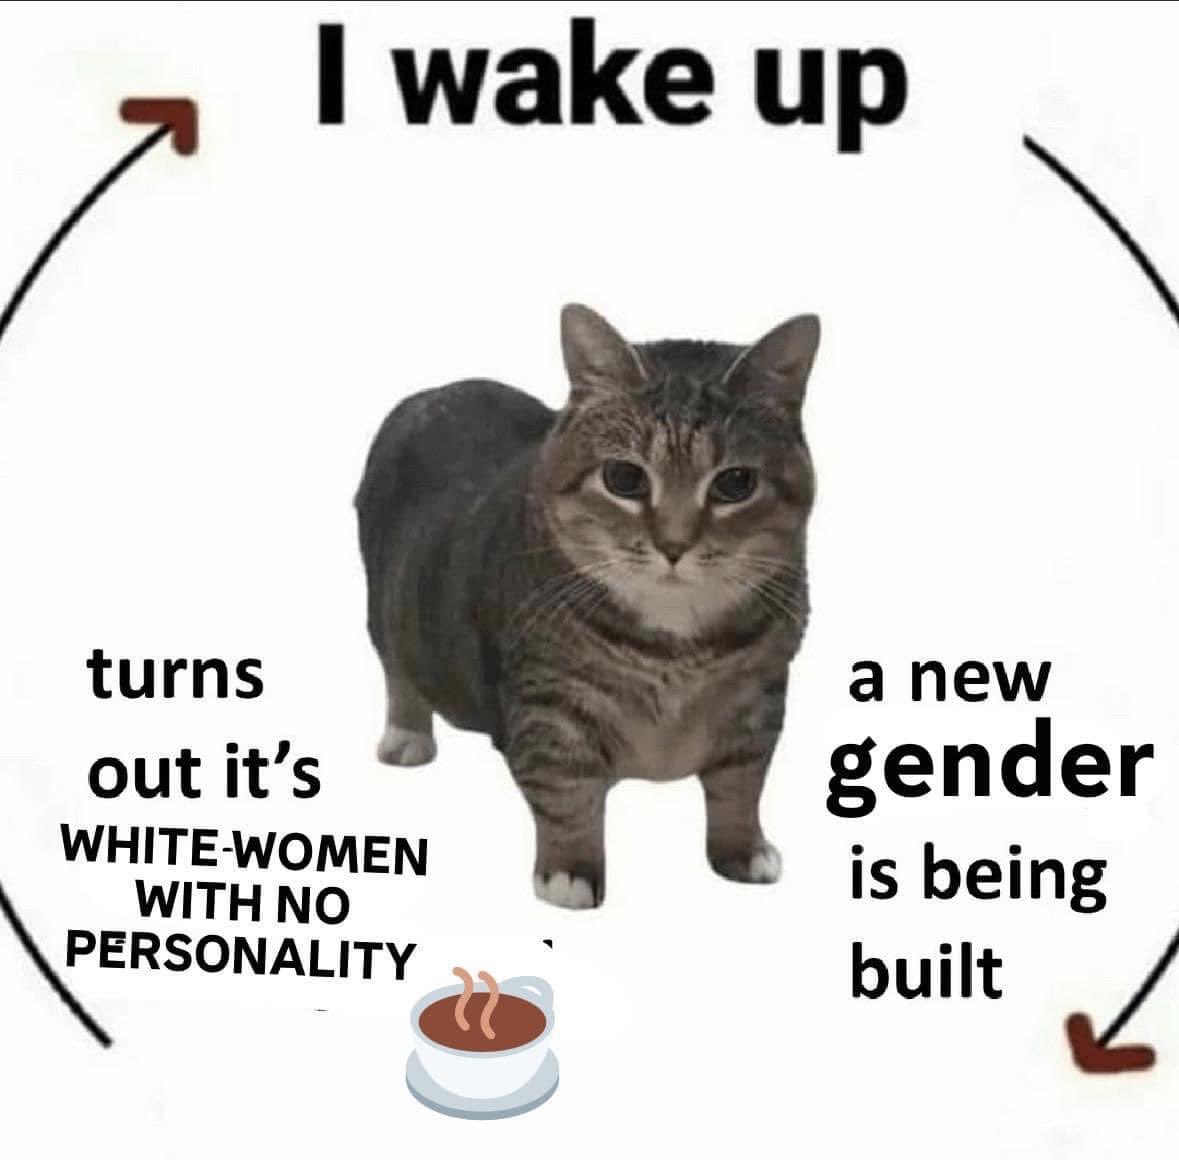 I wake up
a new
gender
is being
built
turns
out it’s
WHITE-WOMEN
WITH NO
PERSONALITY